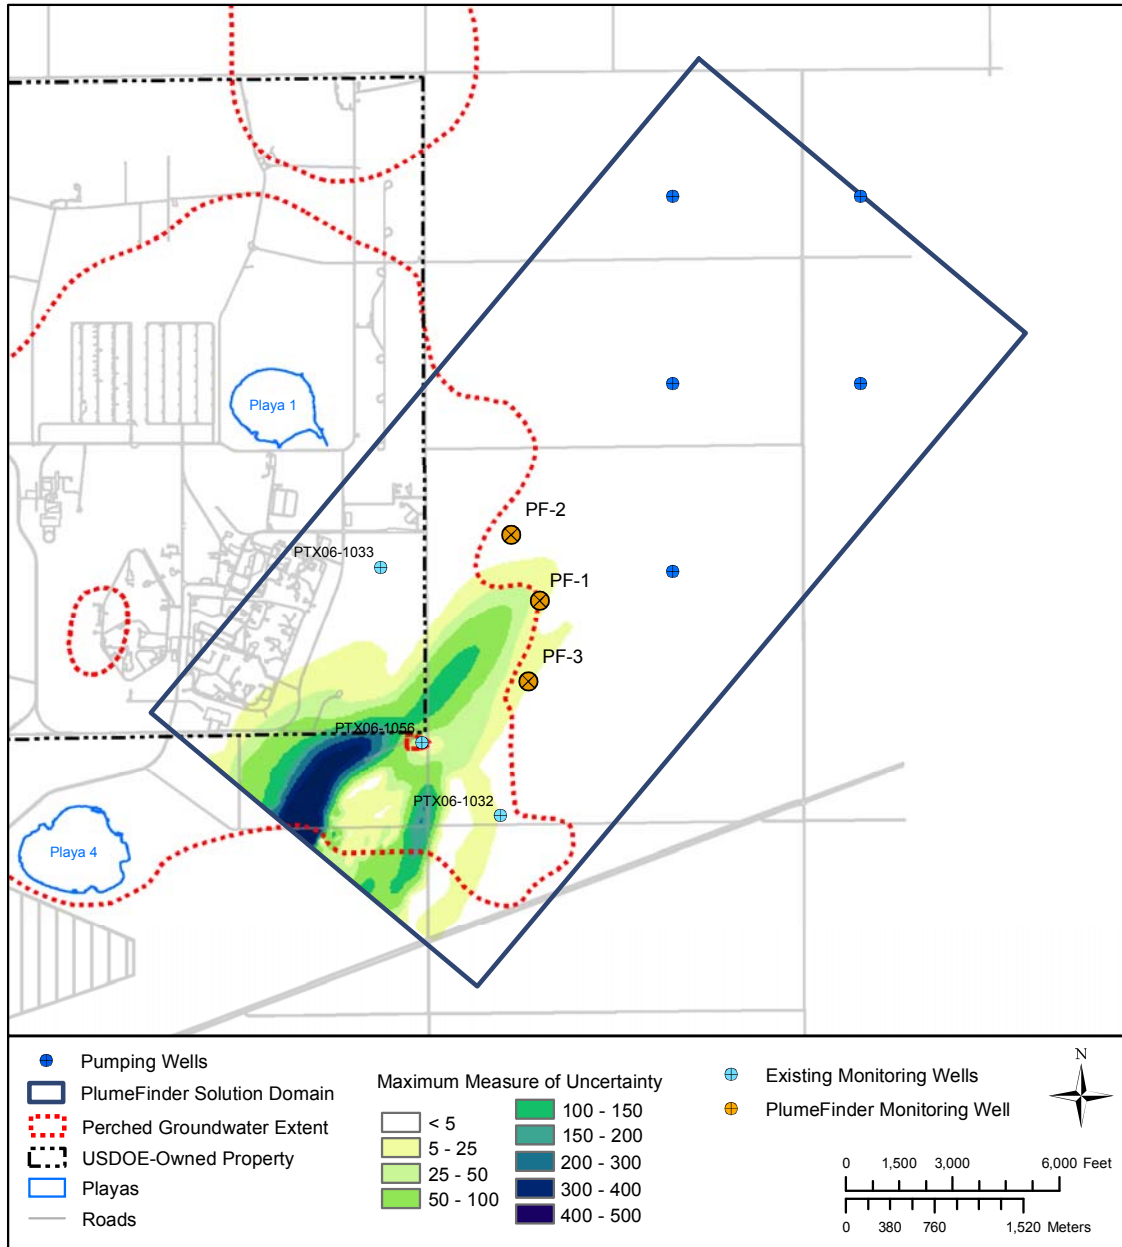 Playa 1
PF-2
PTX06-1033
PF-1
PF-3
PTX06-1056
PTX06-1032
Playa 4
Pumping Wells
PlumeFinder Solution Domain
Perched Groundwater Extent
USDOE-Owned Property
Playas
Roads
Maximum Measure of Uncertainty
< 5
5 - 25
25 - 50
50 - 100
100 - 150
150 - 200
200 - 300
300 - 400
400 - 500
Existing Monitoring Wells
PlumeFinder Monitoring Well
N
0 1,500 3,000 6,000 Feet
0 380 760 1,520 Meters